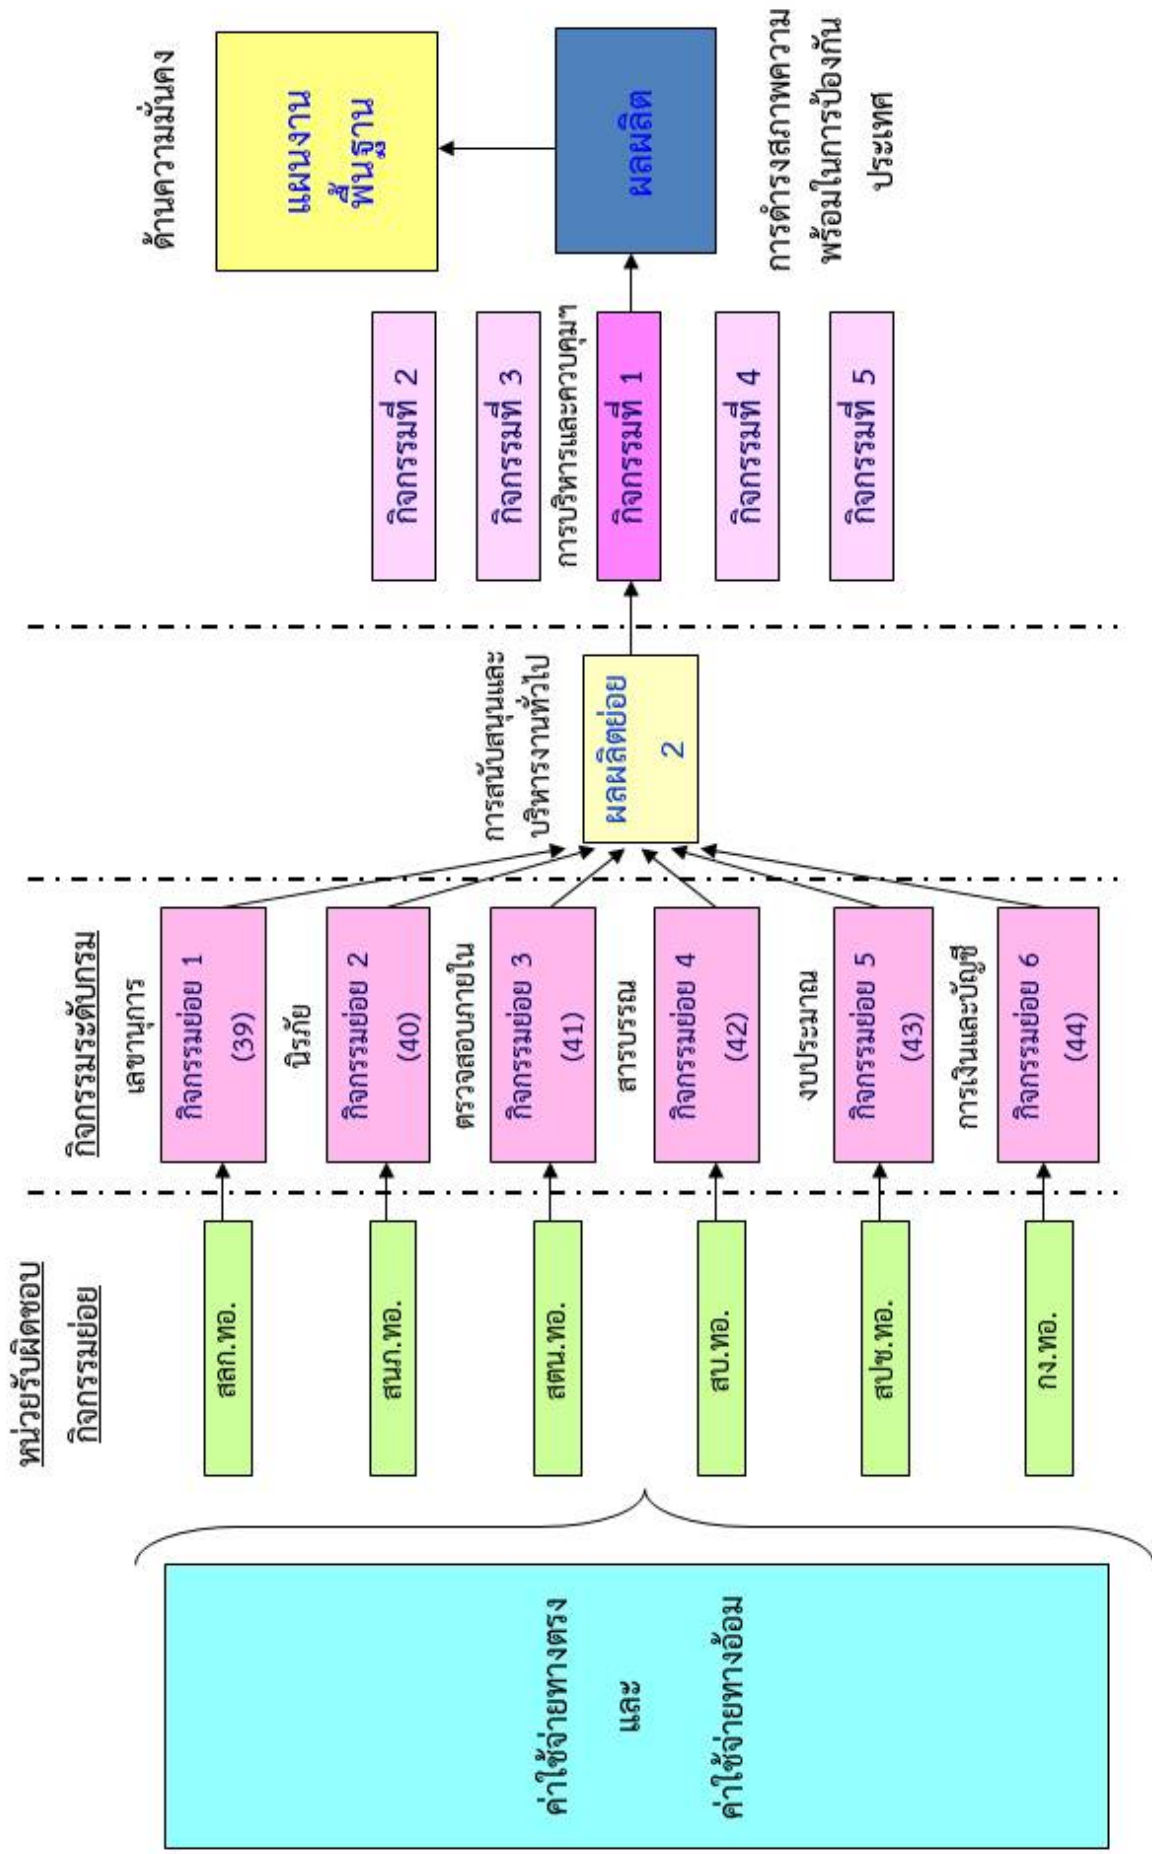 หน่วยรับผิดชอบ
กิจกรรมย่อย
กิจกรรมระดับกรม
ด้านความมั่นคง
ค่าใช้จ่ายทางตรง
และ
ค่าใช้จ่ายทางอ้อม
สลก.ทอ.
สนภ.ทอ.
สตน.ทอ.
สบ.ทอ.
สปช.ทอ.
กง.ทอ.
เลขานุการ
กิจกรรมย่อย 1
(39)
นิรภัย
กิจกรรมย่อย 2
(40)
ตรวจสอบภายใน
กิจกรรมย่อย 3
(41)
สารบรรณ
กิจกรรมย่อย 4
(42)
งบประมาณ
กิจกรรมย่อย 5
(43)
การเงินและบัญชี
กิจกรรมย่อย 6
(44)
การสนับสนุนและ
บริหารงานทั่วไป
ผลผลิตย่อย
2
กิจกรรมที่ 2
กิจกรรมที่ 3
การบริหารและควบคุมฯ
กิจกรรมที่ 1
กิจกรรมที่ 4
กิจกรรมที่ 5
แผนงาน
พื้นฐาน
ผลผลิต
การดำรงสภาพความ
พร้อมในการป้องกัน
ประเทศ